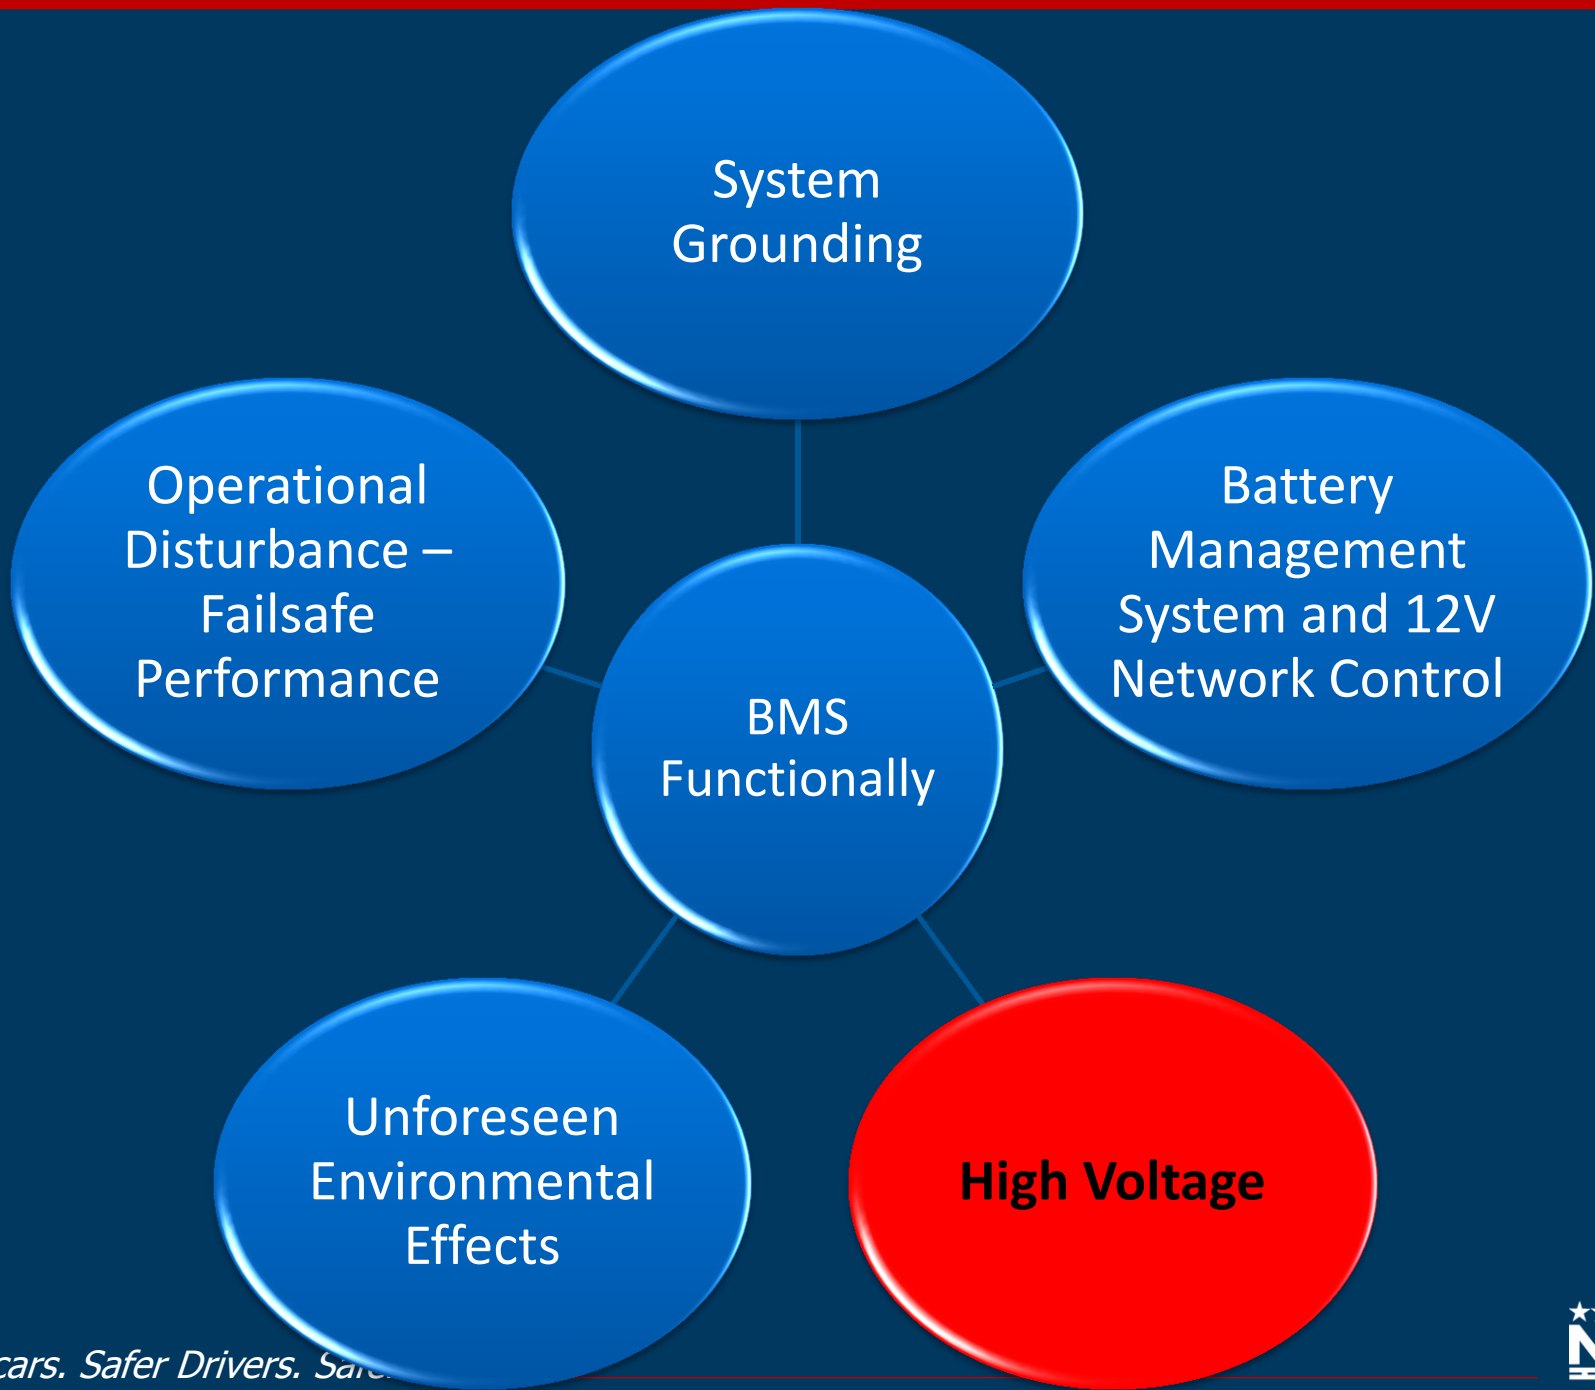 System
Grounding
Operational
Disturbance –
Failsafe
Performance
Battery
Management
System and 12V
Network Control
BMS
Functionally
Unforeseen
Environmental
Effects
High Voltage
cars. Safer Drivers.